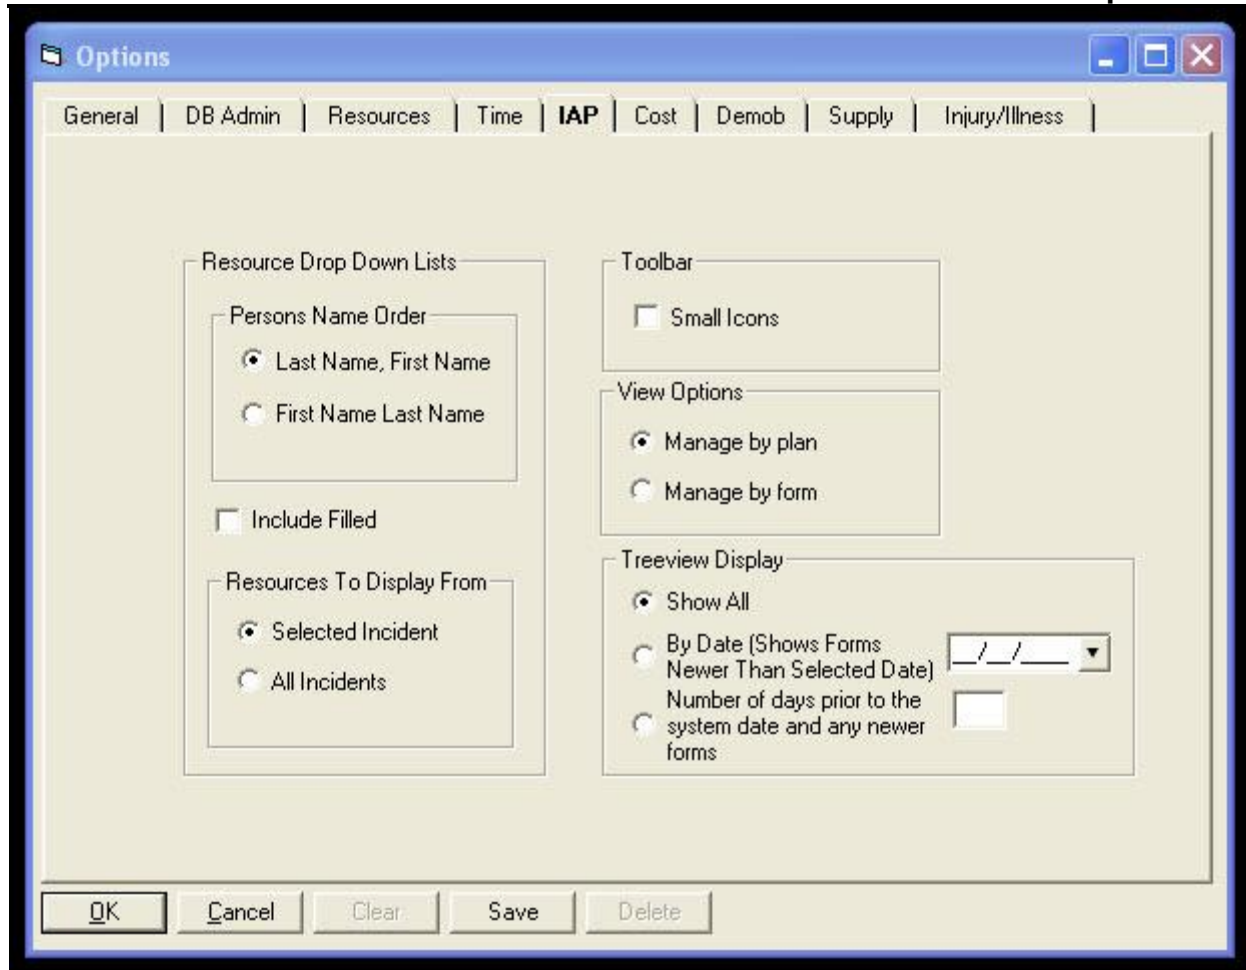 Options
General
DB Admin
Resources
Time
IAP
Cost
Demob
Supply
Injury/Illness
Resource Drop Down Lists
Persons Name Order
Last Name, First Name
First Name Last Name
Include Filled
Resources To Display From
Selected Incident
All Incidents
Toolbar
Small Icons
View Options
Manage by plan
Manage by form
Treeview Display
Show All
By Date (Shows Forms
Newer Than Selected Date)
__/__/____
Number of days prior to the
system date and any newer
forms
OK
Cancel
Clear
Save
Delete